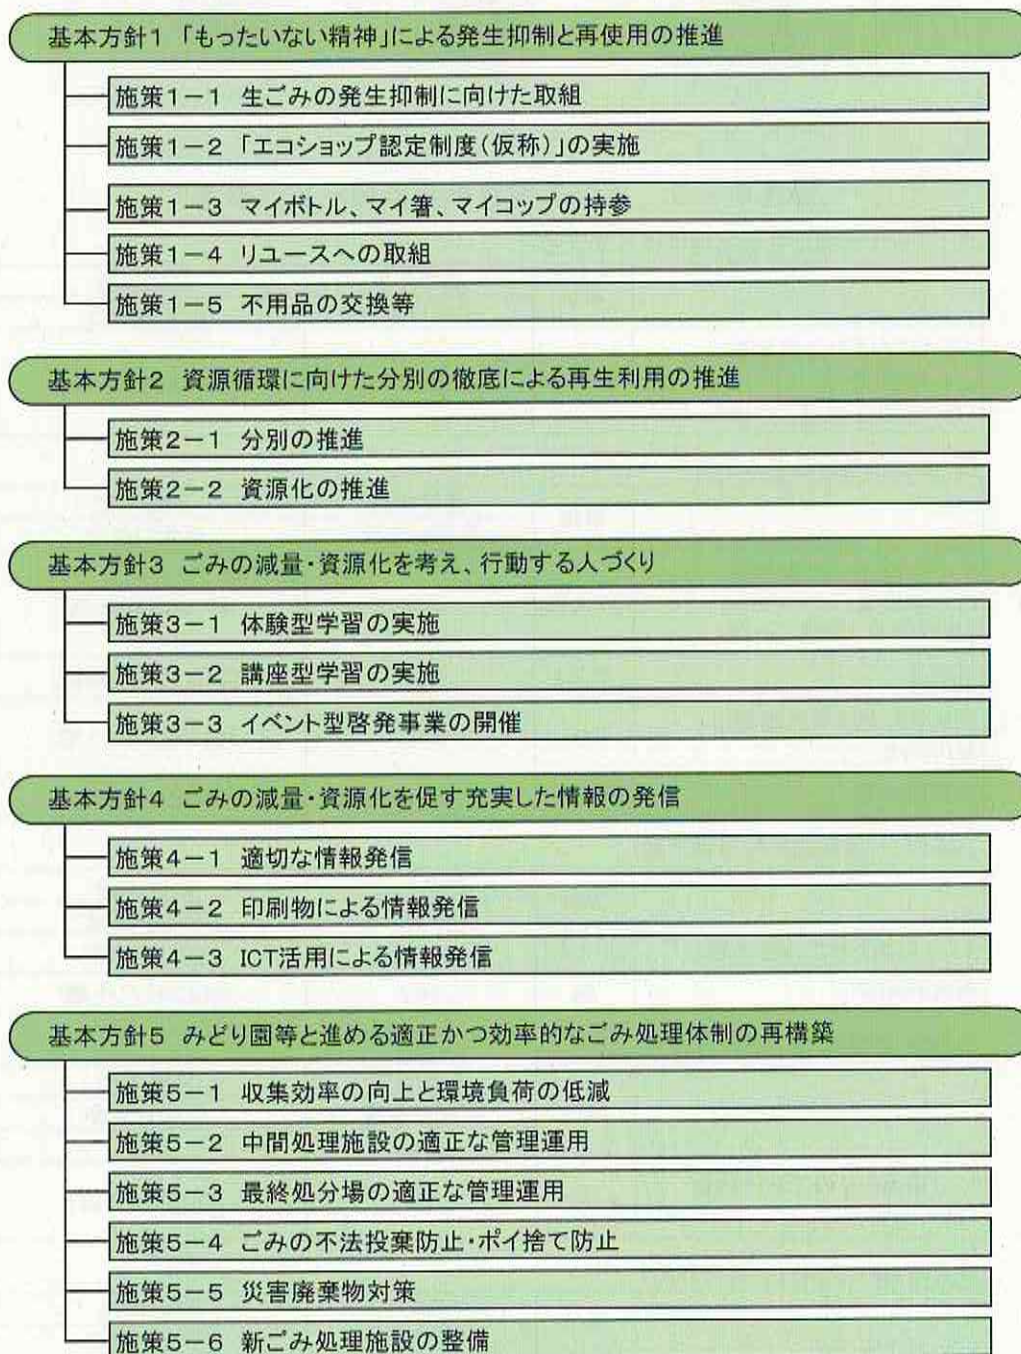 基本方針1 「もったいない精神」による発生抑制と再使用の推進
施策1－1 生ごみの発生抑制に向けた取組
施策1－2 「エコショップ認定制度(仮称)」の実施
施策1－3 マイボトル、マイ箸、マイコップの持参
施策1－4 リユースへの取組
施策1－5 不用品の交換等
基本方針2 資源循環に向けた分別の徹底による再生利用の推進
施策2－1 分別の推進
施策2－2 資源化の推進
基本方針3 ごみの減量・資源化を考え、行動する人づくり
施策3－1 体験型学習の実施
施策3－2 講座型学習の実施
施策3－3 イベント型啓発事業の開催
基本方針4 ごみの減量・資源化を促す充実した情報の発信
施策4－1 適切な情報発信
施策4－2 印刷物による情報発信
施策4－3 ICT活用による情報発信
基本方針5 みどり園等と進める適正かつ効率的なごみ処理体制の再構築
施策5－1 収集効率の向上と環境負荷の低減
施策5－2 中間処理施設の適正な管理運用
施策5－3 最終処分場の適正な管理運用
施策5－4 ごみの不法投棄防止・ポイ捨て防止
施策5－5 災害廃棄物対策
施策5－6 新ごみ処理施設の整備